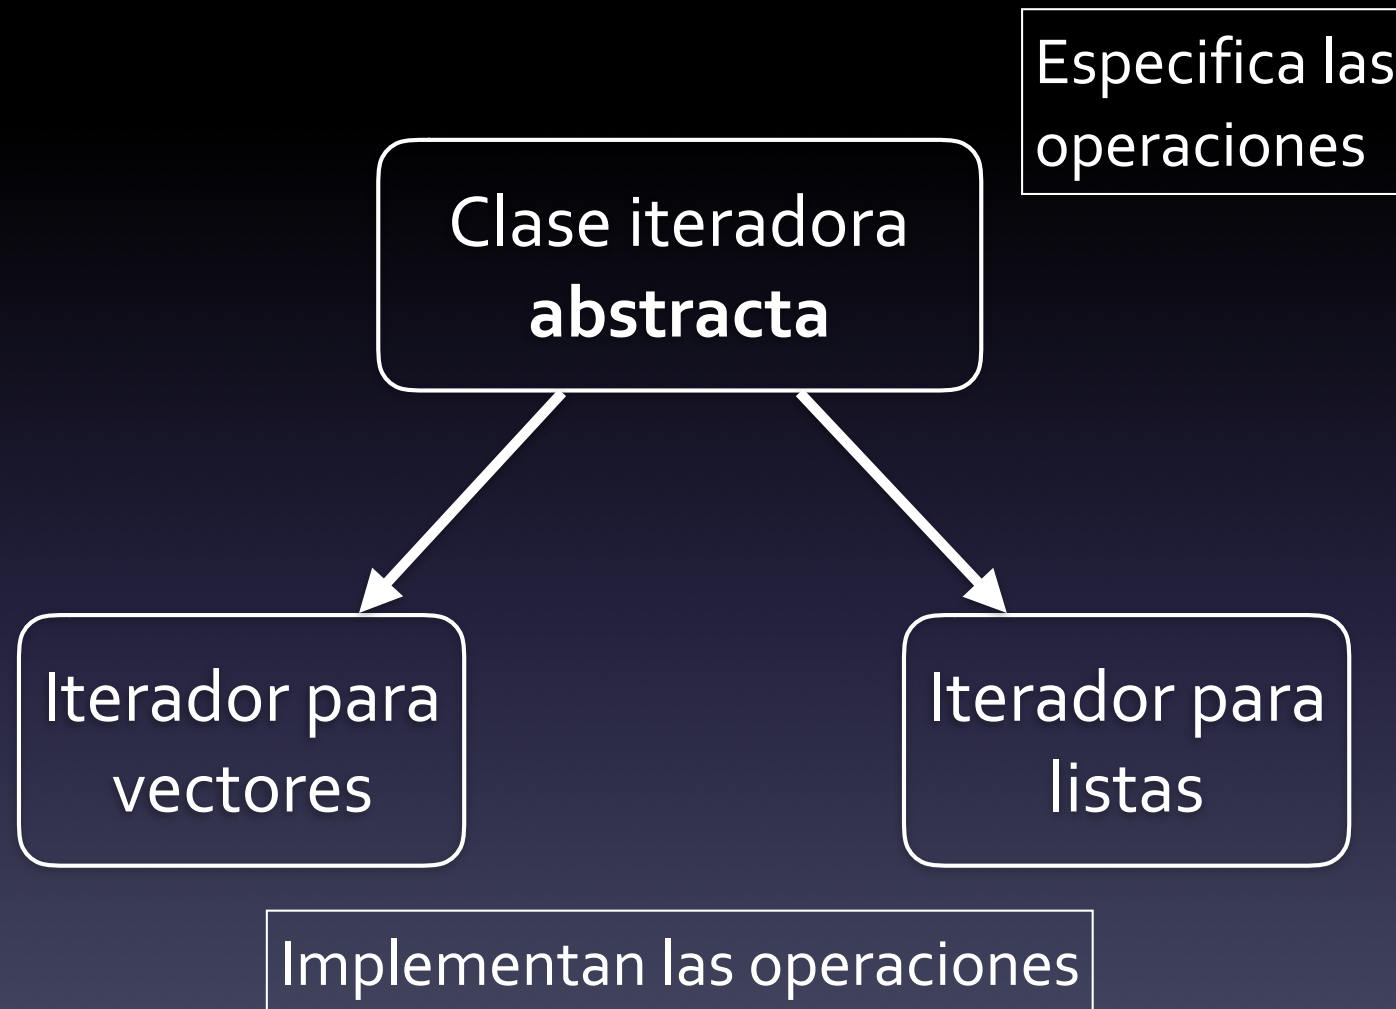 Especifica las
operaciones
Clase iteradora
abstracta
Iterador para
vectores
Iterador para
listas
Implementan las operaciones